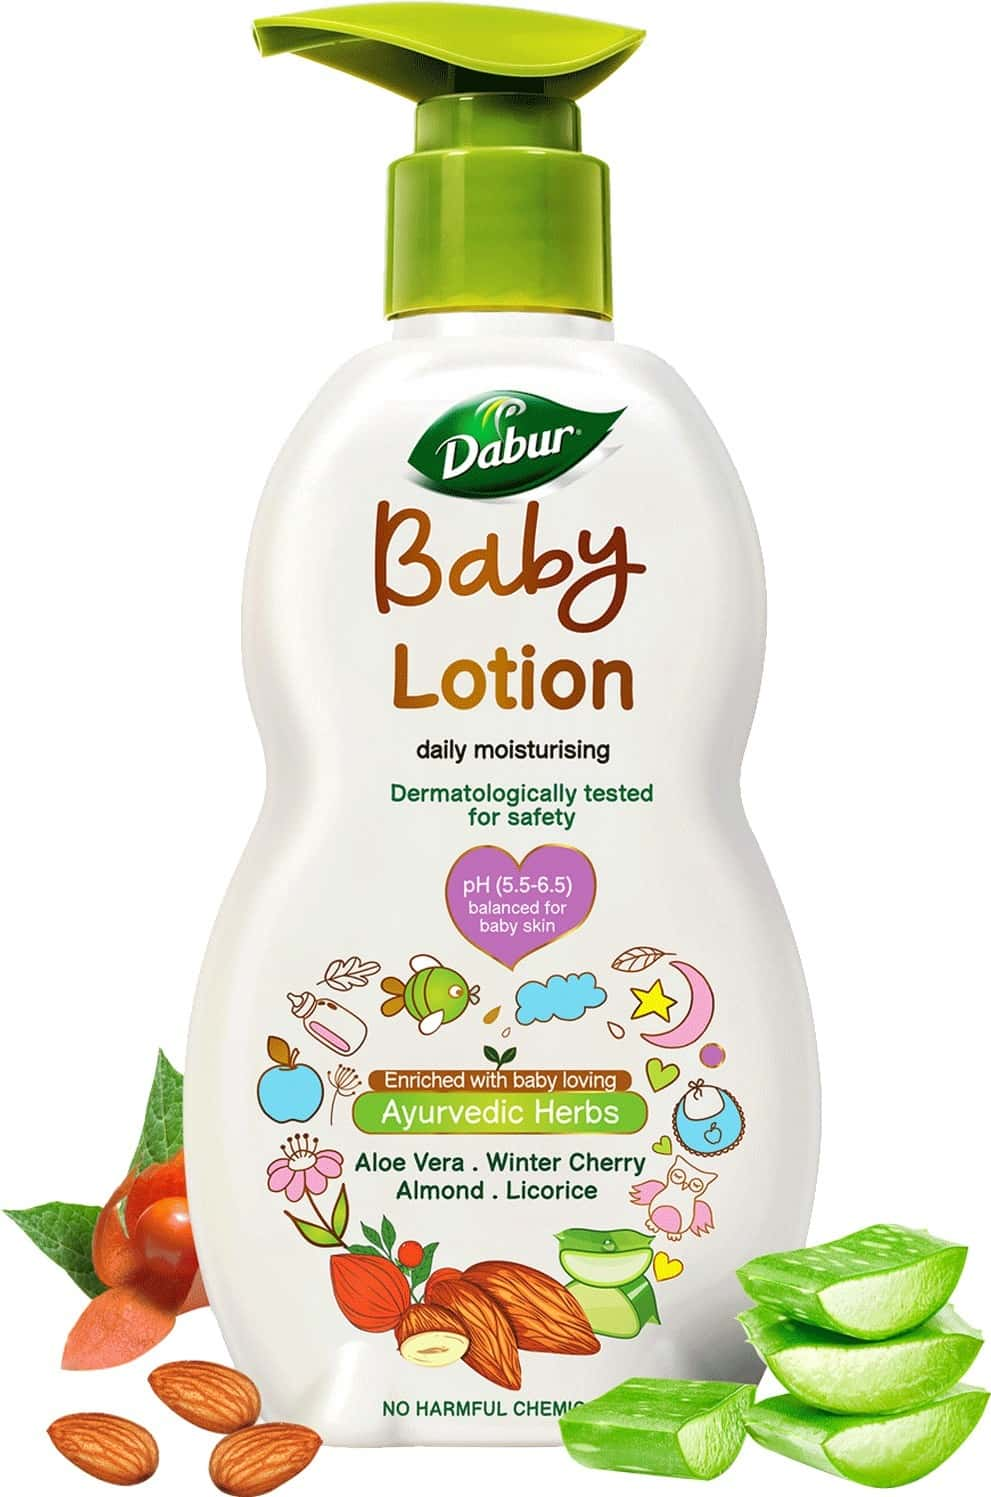 Dabur
Baby
Lotion
daily moisturising
Dermatologically tested
for safety
pH (5.5-6.5)
balanced for
baby skin
Enriched with baby loving
Ayurvedic Herbs
Aloe Vera . Winter Cherry
Almond . Licorice
NO HARMFUL CHEMIC